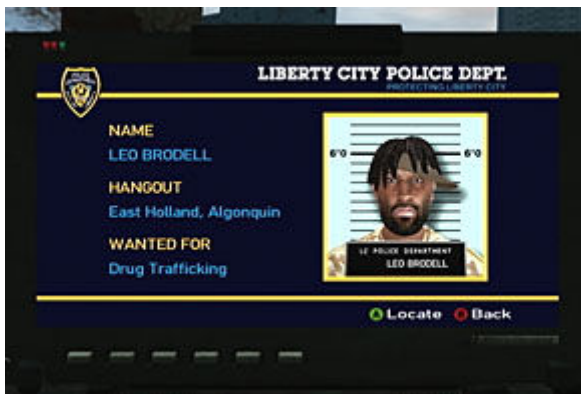 LIBERTY CITY POLICE DEPT.
PROTECTING LIBERTY CITY
NAME
LEO BRODELL
HANGOUT
East Holland, Algonquin
WANTED FOR
Drug Trafficking
6'0 6'0
LC POLICE DEPARTMENT
LEO BRODELL
A Locate B Back